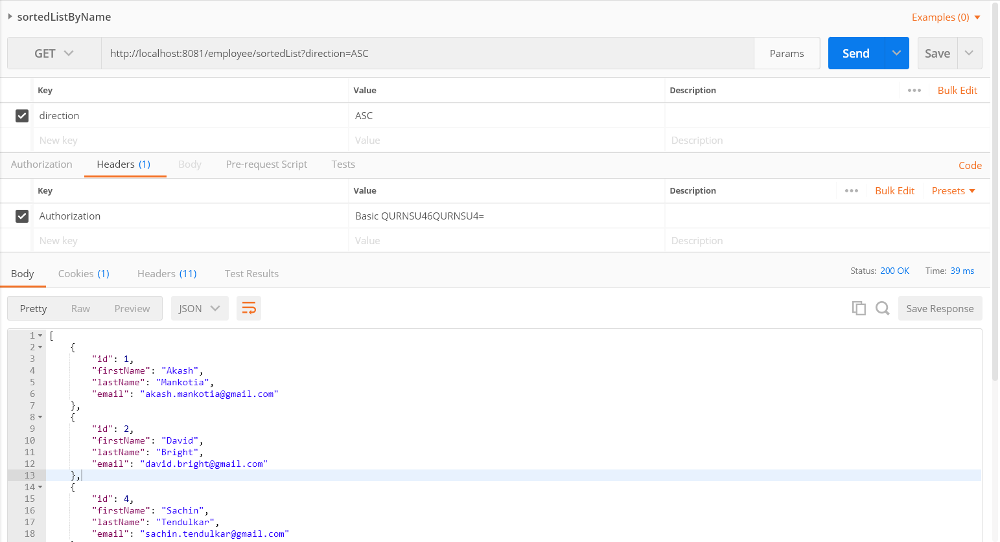 sortedListByName
Examples (0)
GET http://localhost:8081/employee/sortedList?direction=ASC Params Send Save
Key Value Description ••• Bulk Edit
direction ASC
New key Value Description
Authorization Headers (1) Body Pre-request Script Tests Code
Key Value Description ••• Bulk Edit Presets
Authorization Basic QURNSU46QURNSU4=
New key Value Description
Body Cookies (1) Headers (11) Test Results Status: 200 OK Time: 39 ms
Pretty Raw Preview JSON Save Response
1 [
2 {
3 "id": 1,
4 "firstName": "Akash",
5 "lastName": "Mankotia",
6 "email": "akash.mankotia@gmail.com"
7 },
8 {
9 "id": 2,
10 "firstName": "David",
11 "lastName": "Bright",
12 "email": "david.bright@gmail.com"
13 },
14 {
15 "id": 4,
16 "firstName": "Sachin",
17 "lastName": "Tendulkar",
18 "email": "sachin.tendulkar@gmail.com"